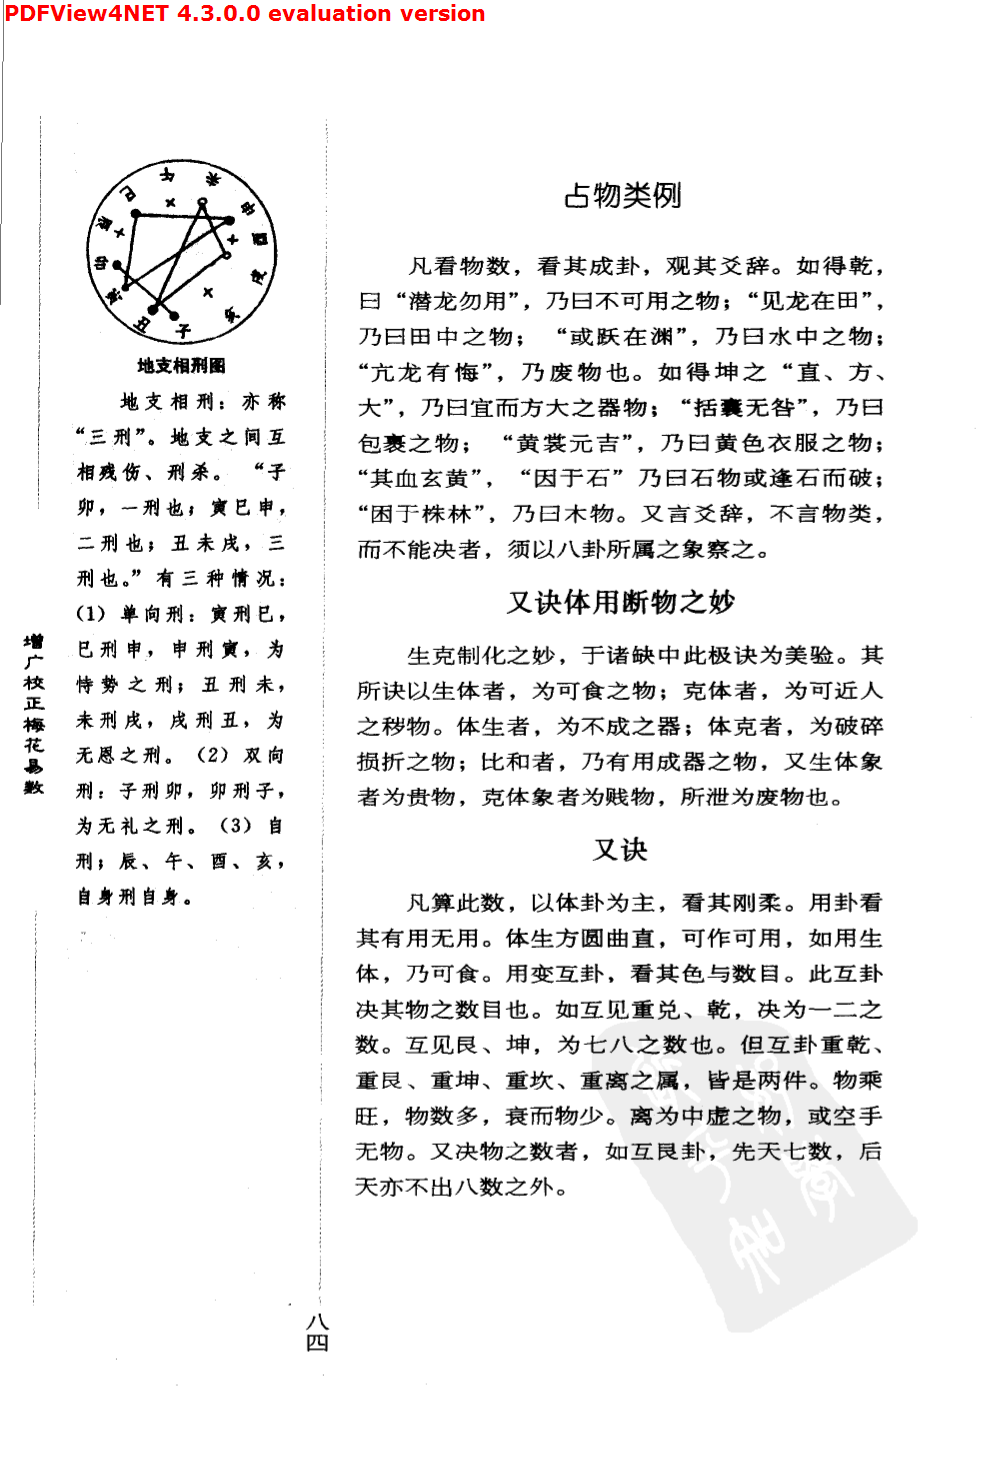 PDFView4NET 4.3.0.0 evaluation version
午
未
申
酉
戌
亥
子
丑
寅
卯
辰
巳
地支相刑图
地支相刑：亦称
“三刑”。地支之间互
相残伤、刑杀。“子
卯，一刑也；寅巳申，
二刑也；丑未戌，三
刑也。”有三种情况：
（1）单向刑：寅刑巳，
巳刑申，申刑寅，为
恃势之刑；丑刑未，
未刑戌，戌刑丑，为
无恩之刑。（2）双向
刑：子刑卯，卯刑子，
为无礼之刑。（3）自
刑；辰、午、酉、亥，
自身刑自身。
增广校正梅花易数
占物类例
凡看物数，看其成卦，观其爻辞。如得乾，
曰“潜龙勿用”，乃曰不可用之物；“见龙在田”，
乃曰田中之物；“或跃在渊”，乃曰水中之物；
“亢龙有悔”，乃废物也。如得坤之“直、方、
大”，乃曰宜而方大之器物；“括囊无咎”，乃曰
包裹之物；“黄裳元吉”，乃曰黄色衣服之物；
“其血玄黄”，“因于石”乃曰石物或逢石而破；
“困于株林”，乃曰木物。又言爻辞，不言物类，
而不能决者，须以八卦所属之象察之。
又诀体用断物之妙
生克制化之妙，于诸缺中此极诀为美验。其
所诀以生体者，为可食之物；克体者，为可近人
之秽物。体生者，为不成之器；体克者，为破碎
损折之物；比和者，乃有用成器之物，又生体象
者为贵物，克体象者为贱物，所泄为废物也。
又诀
凡算此数，以体卦为主，看其刚柔。用卦看
其有用无用。体生方圆曲直，可作可用，如用生
体，乃可食。用变互卦，看其色与数目。此互卦
决其物之数目也。如互见重兑、乾，决为一二之
数。互见艮、坤，为七八之数也。但互卦重乾、
重艮、重坤、重坎、重离之属，皆是两件。物乘
旺，物数多，衰而物少。离为中虚之物，或空手
无物。又决物之数者，如互艮卦，先天七数，后
天亦不出八数之外。
八四